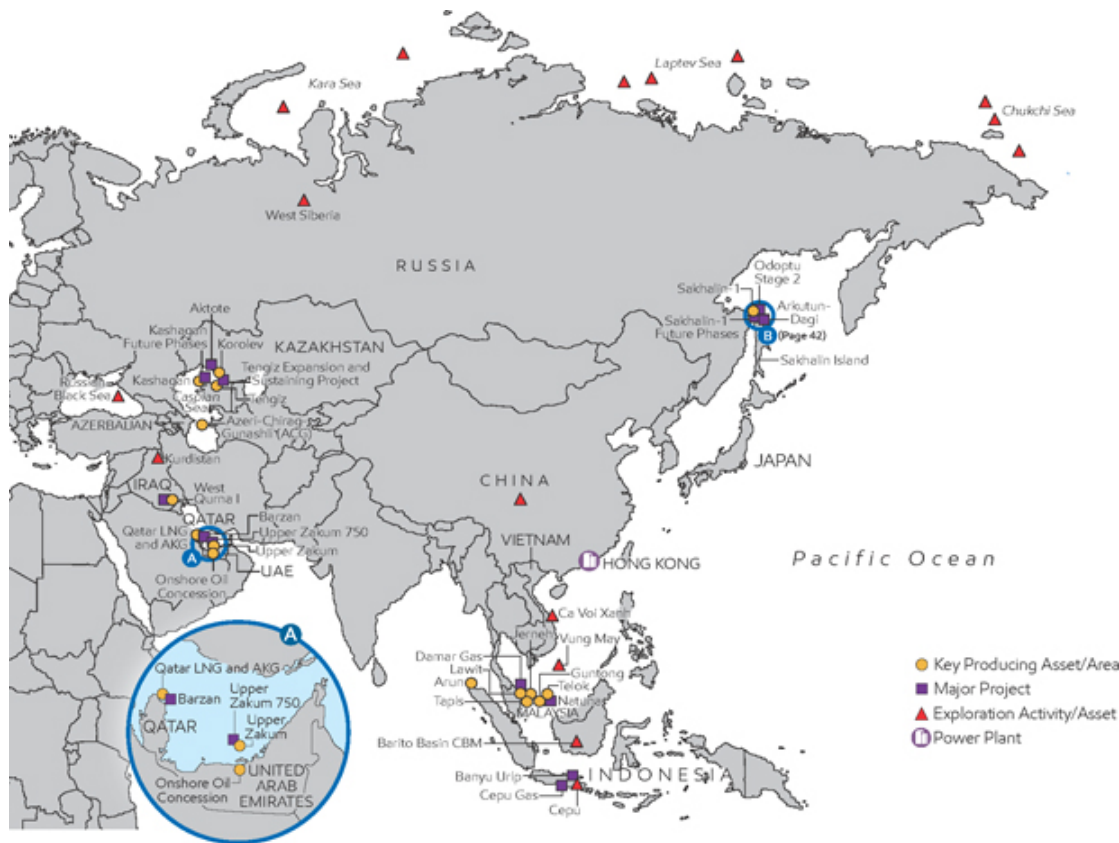 Kara Sea
Laptev Sea
Chukchi Sea
West Siberia
RUSSIA
Odoptu
Stage 2
Sakhalin-1
Arkutun-
Dagi
Sakhalin-1
Future Phases
B
(Page 42)
Sakhalin Island
Aktote
Kashagan
Future Phases
Korolev
KAZAKHSTAN
Tengiz Expansion and
Sustaining Project
Kashagan
Tengiz
Caspian
Sea
Russian
Black Sea
AZERBAIJAN
Azeri-Chirag-
Gunashli (ACG)
Kurdistan
IRAQ
West
Qurna I
CHINA
JAPAN
QATAR
Barzan
Qatar LNG
and AKG
Upper Zakum 750
Upper Zakum
A
UAE
Onshore Oil
Concession
VIETNAM
HONG KONG
Pacific Ocean
Ca Voi Xanh
Jerneh
Vung May
Damar Gas
Lawit
Guntong
Arun
Telok
Tapis
Natuna
MALAYSIA
Barito Basin CBM
Banyu Urip
INDONESIA
Cepu Gas
Cepu
A
Qatar LNG and AKG
Barzan
Upper
Zakum 750
QATAR
Upper
Zakum
Onshore Oil
Concession
UNITED
ARAB
EMIRATES
Key Producing Asset/Area
Major Project
Exploration Activity/Asset
Power Plant